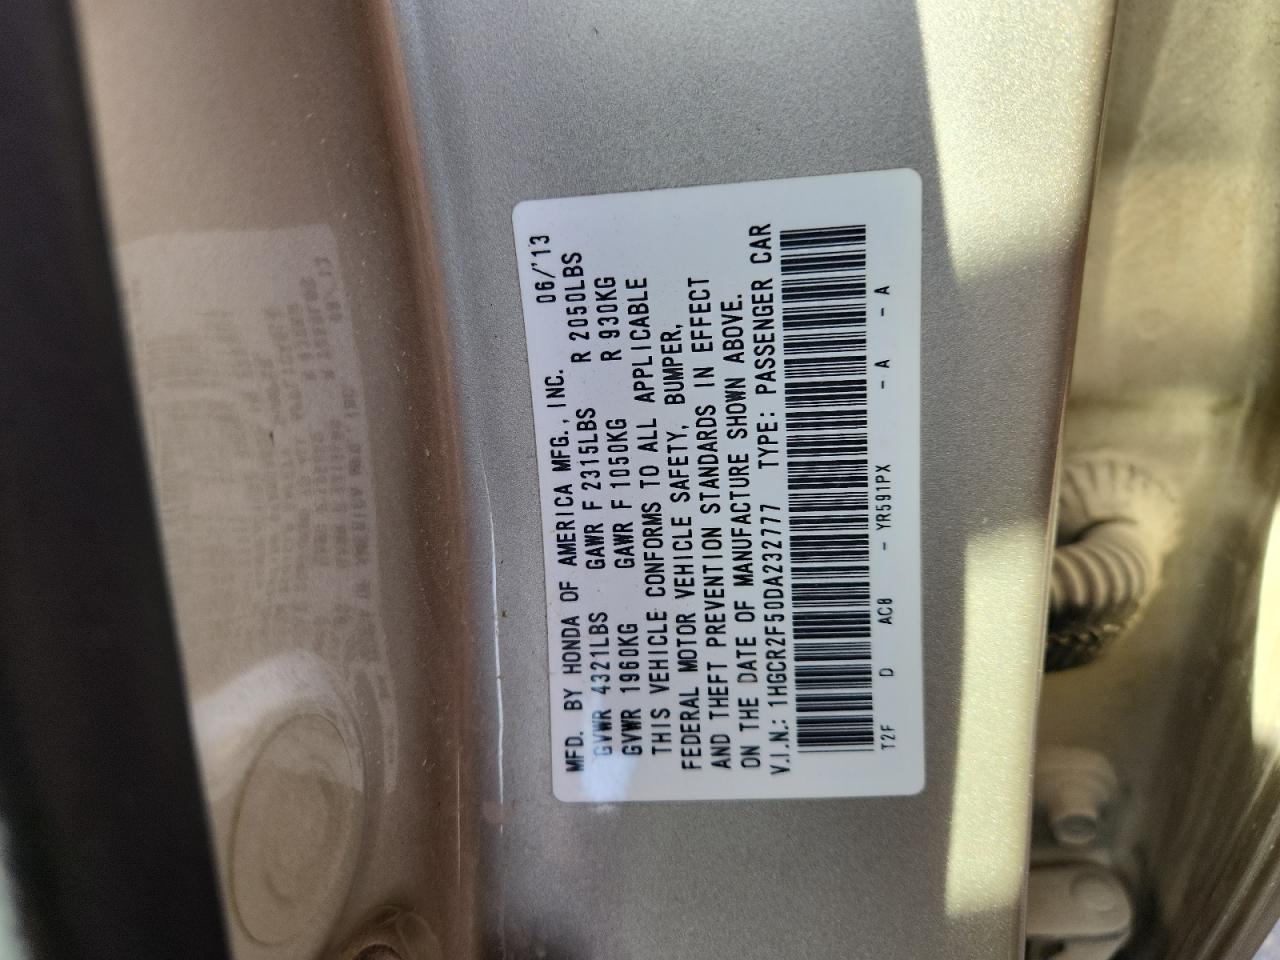 MFD. BY HONDA OF AMERICA MFG., INC. 06/'13
GVWR 4321LBS GAWR F 2315LBS R 2050LBS
GVWR 1960KG GAWR F 1050KG R 930KG
THIS VEHICLE CONFORMS TO ALL APPLICABLE
FEDERAL MOTOR VEHICLE SAFETY, BUMPER,
AND THEFT PREVENTION STANDARDS IN EFFECT
ON THE DATE OF MANUFACTURE SHOWN ABOVE.
V.I.N.: 1HGCR2F50DA232777 TYPE: PASSENGER CAR
T2F D AC8 - YR591PX - A - A